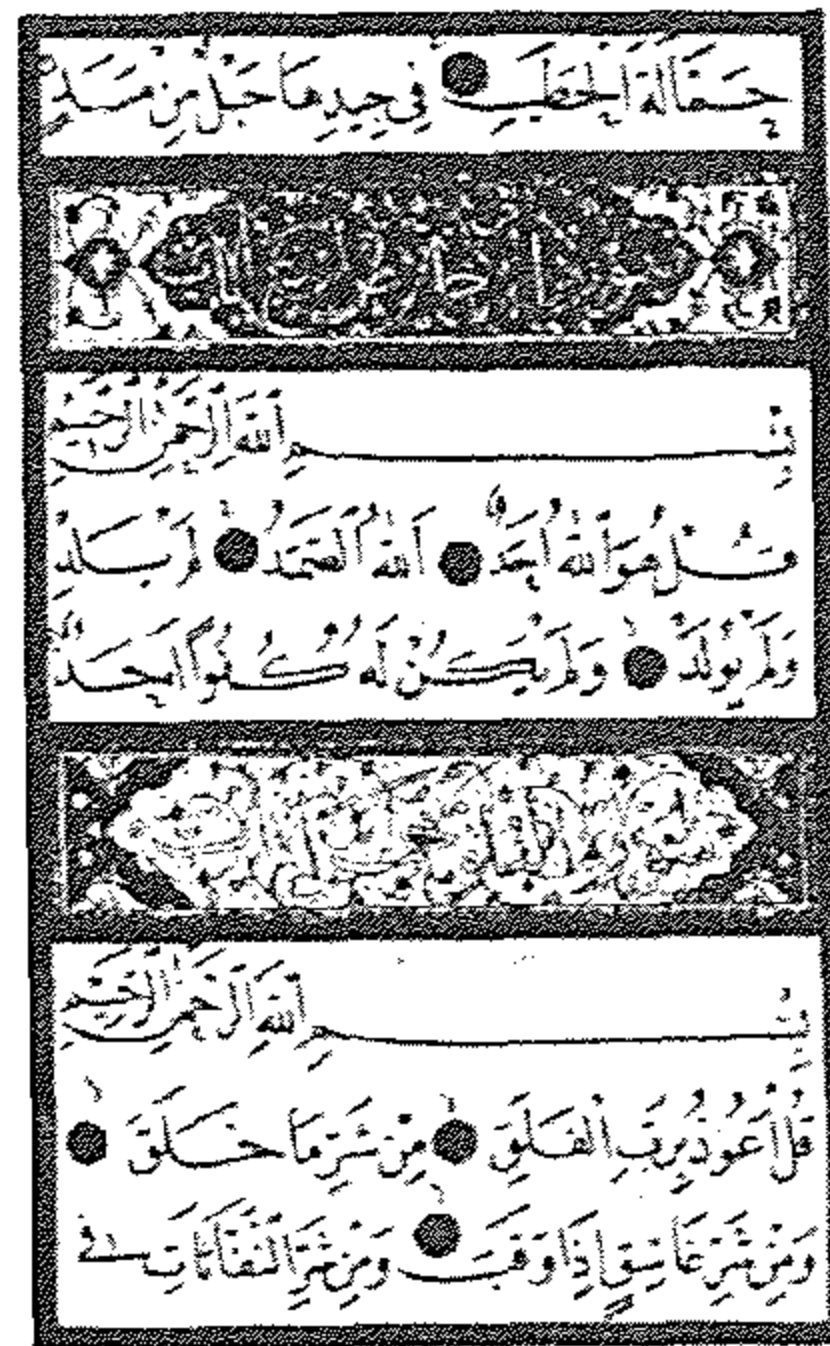 حَمَّالَةَ الْحَطَبِ فِي جِيدِهَا حَبْلٌ مِنْ مَسَدٍ
بِسْمِ اللَّهِ الرَّحْمَنِ الرَّحِيمِ
قُلْ هُوَ اللَّهُ أَحَدٌ اللَّهُ الصَّمَدُ لَمْ يَلِدْ
وَلَمْ يُولَدْ وَلَمْ يَكُنْ لَهُ كُفُوًا أَحَدٌ
بِسْمِ اللَّهِ الرَّحْمَنِ الرَّحِيمِ
قُلْ أَعُوذُ بِرَبِّ الْفَلَقِ مِنْ شَرِّ مَا خَلَقَ
وَمِنْ شَرِّ غَاسِقٍ إِذَا وَقَبَ وَمِنْ شَرِّ النَّفَّاثَاتِ فِي